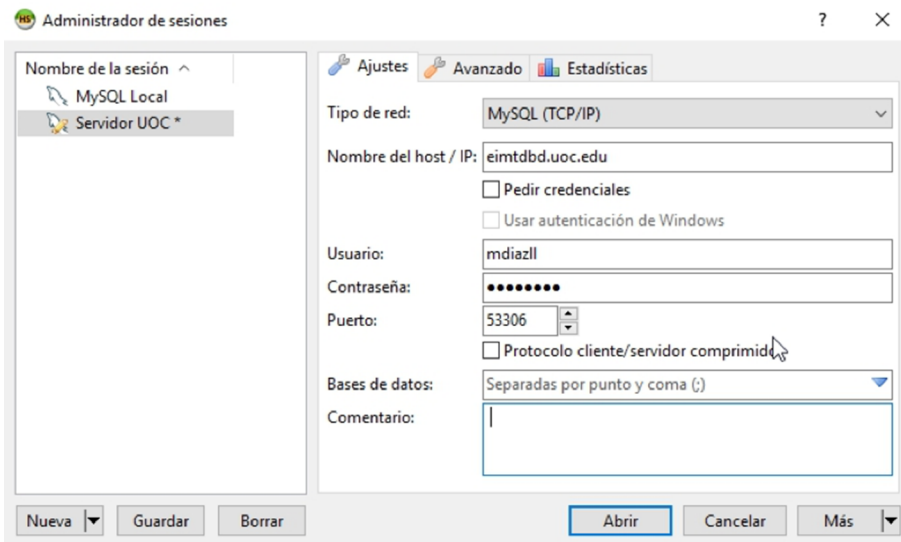 HS Administrador de sesiones ? ×
Nombre de la sesión
MySQL Local
Servidor UOC *
Ajustes Avanzado Estadísticas
Tipo de red: MySQL (TCP/IP)
Nombre del host / IP: eimtdbd.uoc.edu
Pedir credenciales
Usar autenticación de Windows
Usuario: mdiazll
Contraseña: ●●●●●●●●
Puerto: 53306
Protocolo cliente/servidor comprimido
Bases de datos: Separadas por punto y coma (;)
Comentario:
Nueva Guardar Borrar Abrir Cancelar Más